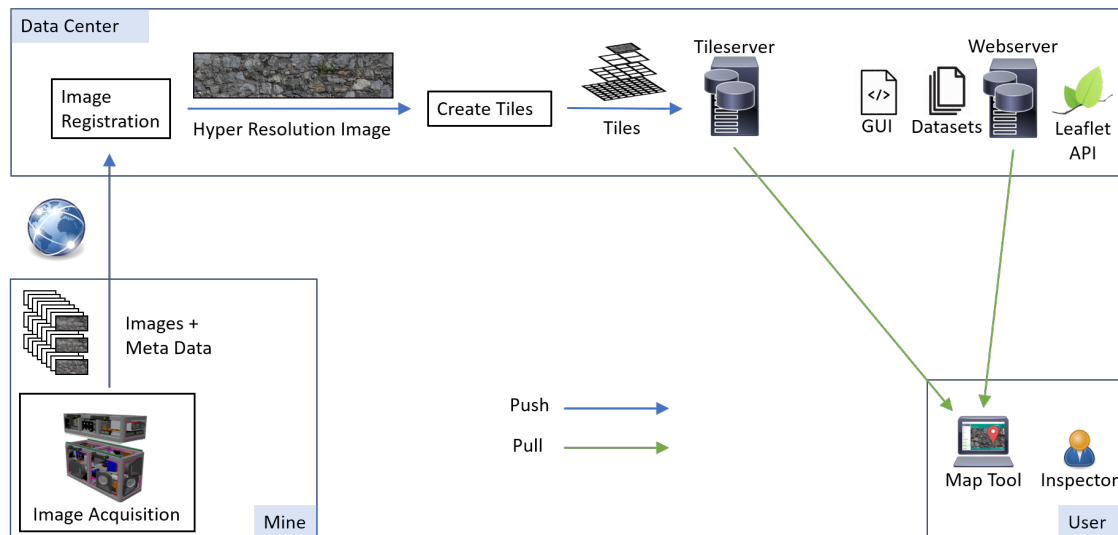 Data Center
Image
Registration
Hyper Resolution Image
Create Tiles
Tiles
Tileserver
Webserver
</>
GUI
Datasets
Leaflet
API
Images +
Meta Data
Image Acquisition
Mine
Push
Pull
Map Tool
Inspector
User